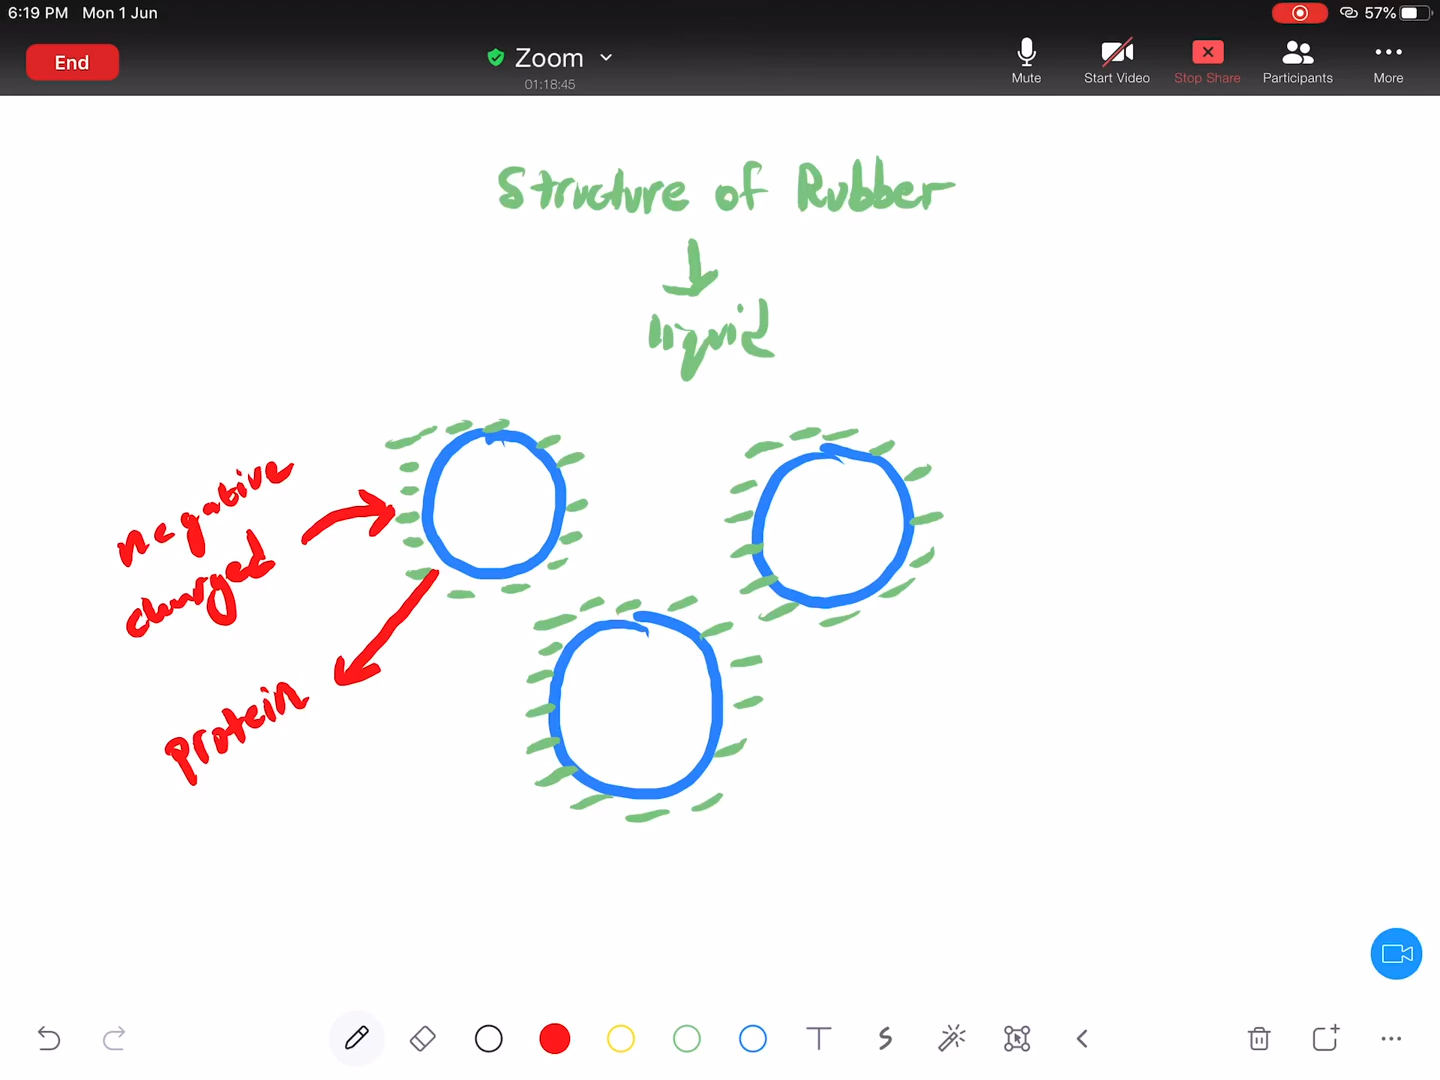 6:19 PM Mon 1 Jun
57%
End
Zoom
01:18:45
Mute
Start Video
Stop Share
Participants
More
Structure of Rubber
liquid
negative
charged
protein